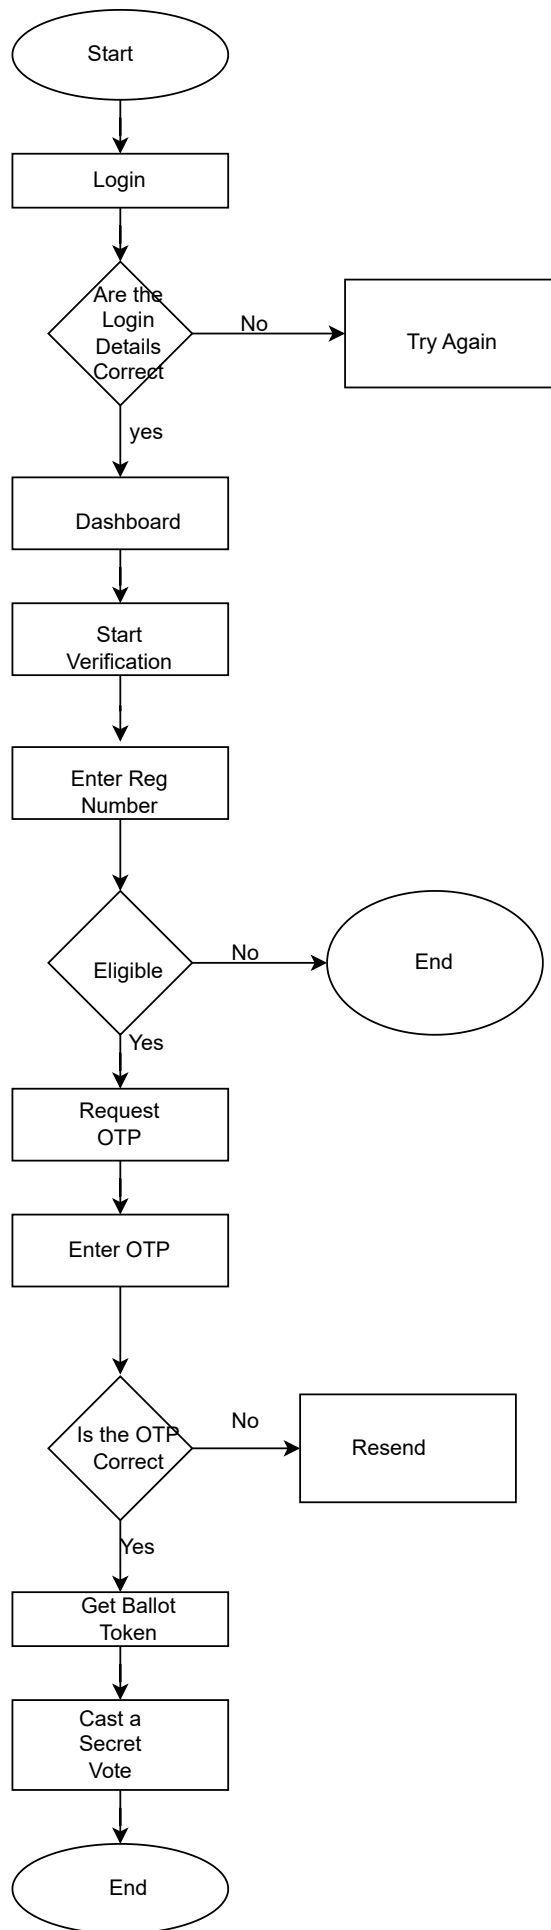 Start
Login
Are the
Login
Details
Correct
No
Try Again
yes
Dashboard
Start
Verification
Enter Reg
Number
Eligible
No
End
Yes
Request
OTP
Enter OTP
Is the OTP
Correct
No
Resend
Yes
Get Ballot
Token
Cast a
Secret
Vote
End